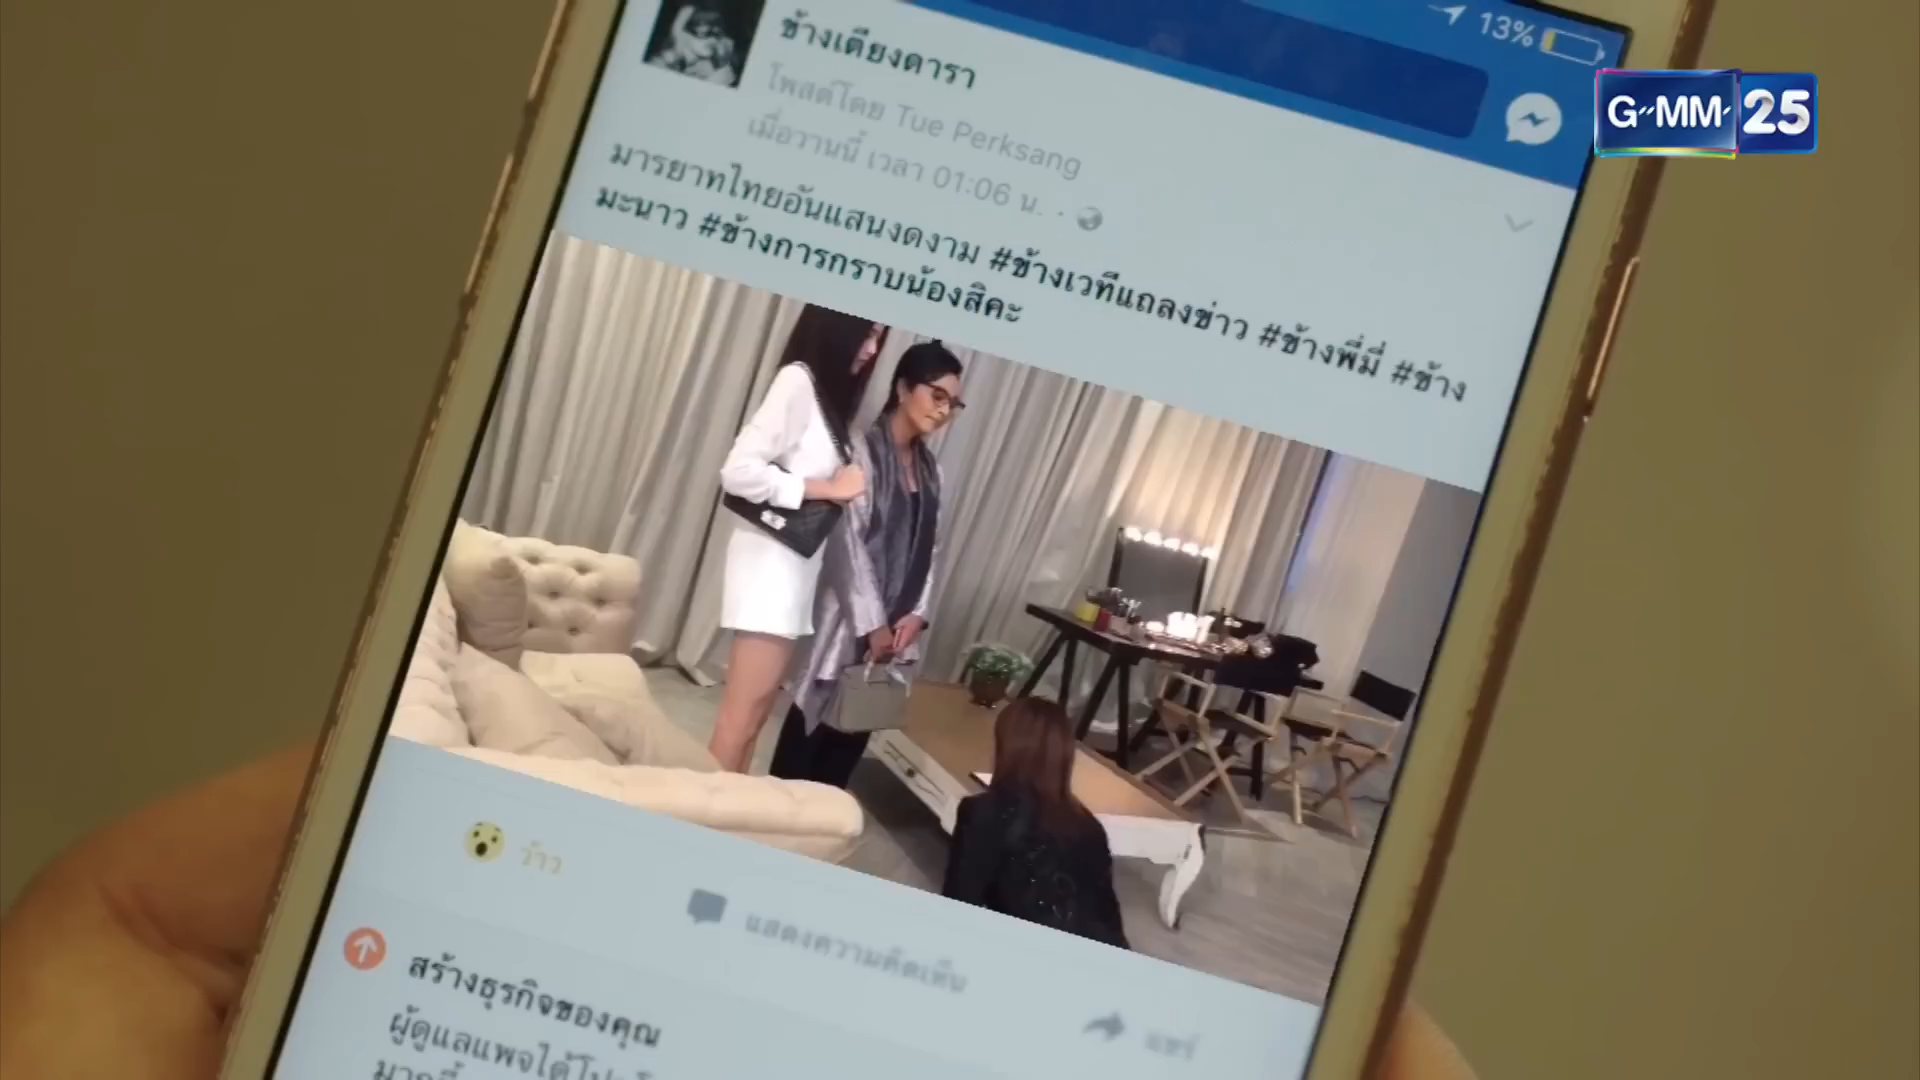 13%
GMM 25
ข้างเตียงดารา
โพสต์โดย Tue Perksang
เมื่อวานนี้ เวลา 01:06 น. ·
มารยาทไทยอันแสนงดงาม #ข้างเวทีแถลงข่าว #ข้างพี่มี่ #ข้าง
มะนาว #ข้างการกราบน้องสิคะ
ว้าว
แสดงความคิดเห็น
แชร์
สร้างธุรกิจของคุณ
ผู้ดูแลเพจได้